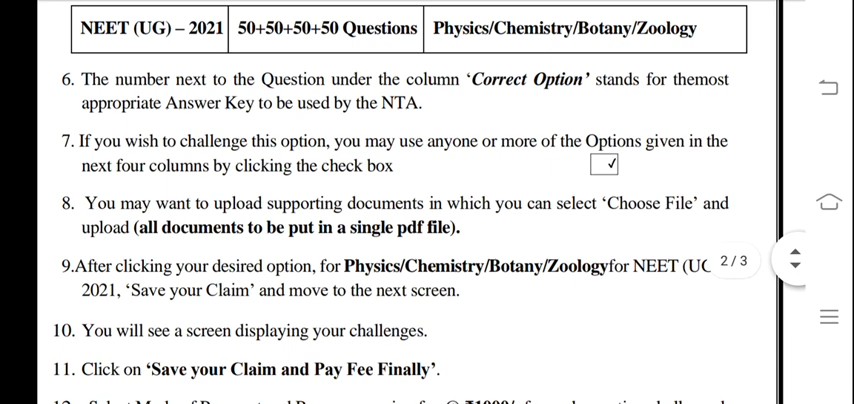 NEET (UG) – 2021 50+50+50+50 Questions Physics/Chemistry/Botany/Zoology
6. The number next to the Question under the column ‘Correct Option’ stands for themost
appropriate Answer Key to be used by the NTA.
7. If you wish to challenge this option, you may use anyone or more of the Options given in the
next four columns by clicking the check box ✓
8. You may want to upload supporting documents in which you can select ‘Choose File’ and
upload (all documents to be put in a single pdf file).
9.After clicking your desired option, for Physics/Chemistry/Botany/Zoologyfor NEET (UG
2/3
2021, ‘Save your Claim’ and move to the next screen.
10. You will see a screen displaying your challenges.
11. Click on ‘Save your Claim and Pay Fee Finally’.